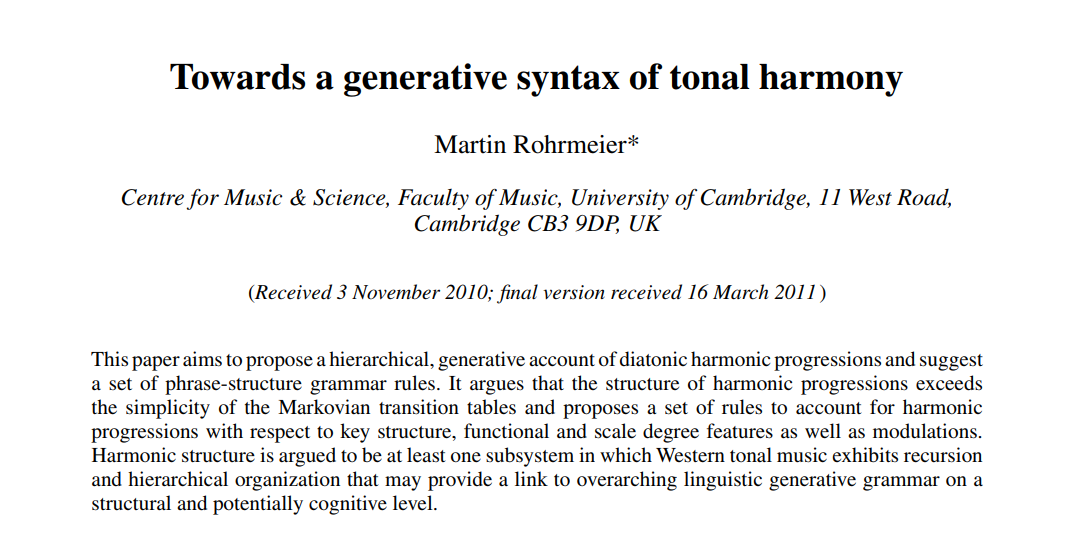 Towards a generative syntax of tonal harmony
Martin Rohrmeier*
Centre for Music & Science, Faculty of Music, University of Cambridge, 11 West Road,
Cambridge CB3 9DP, UK
(Received 3 November 2010; final version received 16 March 2011)
This paper aims to propose a hierarchical, generative account of diatonic harmonic progressions and suggest
a set of phrase-structure grammar rules. It argues that the structure of harmonic progressions exceeds
the simplicity of the Markovian transition tables and proposes a set of rules to account for harmonic
progressions with respect to key structure, functional and scale degree features as well as modulations.
Harmonic structure is argued to be at least one subsystem in which Western tonal music exhibits recursion
and hierarchical organization that may provide a link to overarching linguistic generative grammar on a
structural and potentially cognitive level.